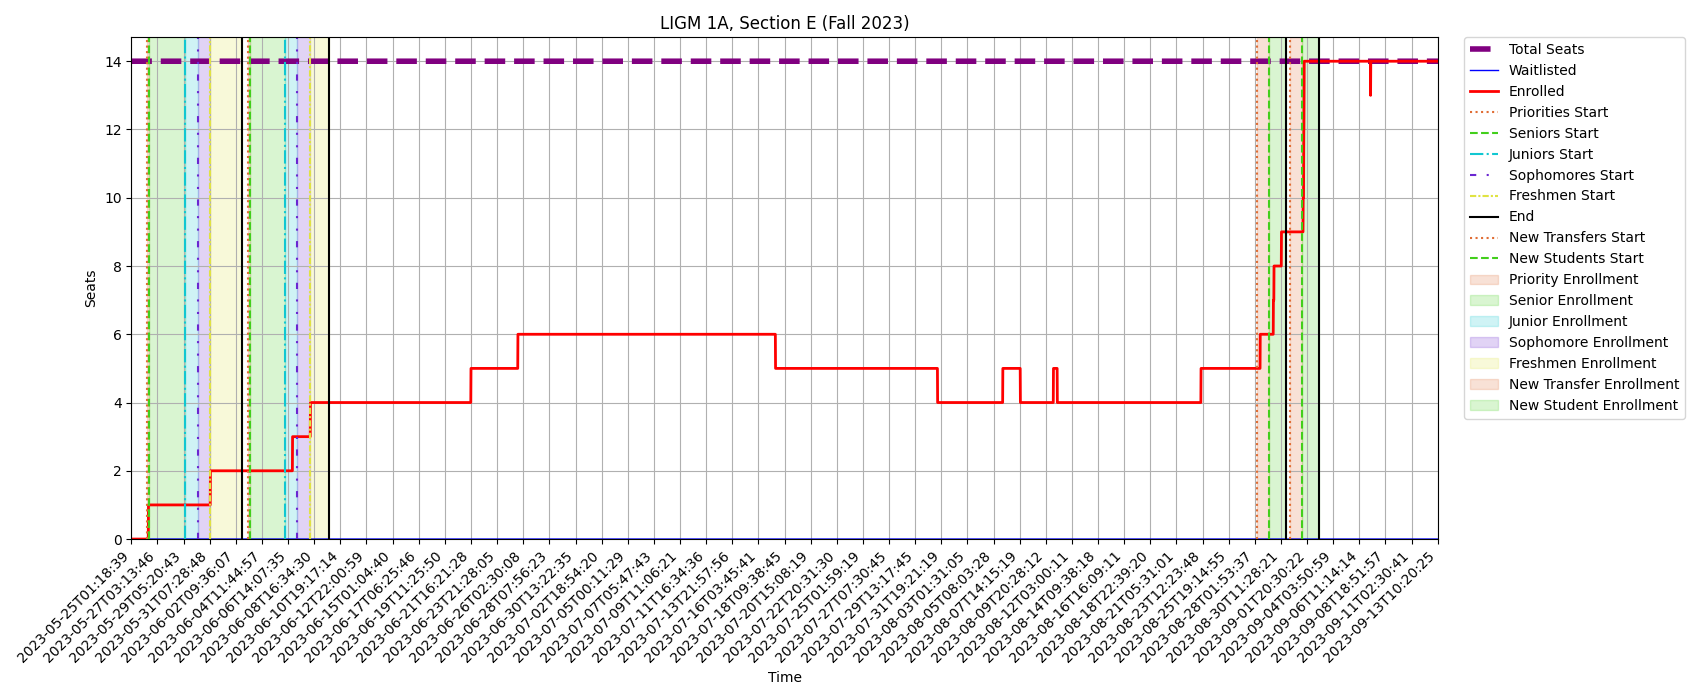 LIGM 1A, Section E (Fall 2023)
Seats
14
12
10
8
6
4
2
0
2023-05-25T01:18:39
2023-05-27T03:13:46
2023-05-29T05:20:43
2023-05-31T07:28:48
2023-06-02T09:36:07
2023-06-04T11:44:57
2023-06-06T14:07:35
2023-06-08T16:34:30
2023-06-10T19:17:14
2023-06-12T22:00:59
2023-06-15T01:04:40
2023-06-17T06:25:46
2023-06-19T11:25:50
2023-06-21T16:21:28
2023-06-23T21:28:05
2023-06-26T02:30:08
2023-06-28T07:56:23
2023-06-30T13:22:35
2023-07-02T18:54:20
2023-07-05T00:11:29
2023-07-07T05:47:43
2023-07-09T11:06:21
2023-07-11T16:34:36
2023-07-13T21:57:56
2023-07-16T03:45:41
2023-07-18T09:38:45
2023-07-20T15:08:19
2023-07-22T20:31:30
2023-07-25T01:59:19
2023-07-27T07:30:45
2023-07-29T13:17:45
2023-07-31T19:21:19
2023-08-03T01:31:05
2023-08-05T08:03:28
2023-08-07T14:15:19
2023-08-09T20:28:12
2023-08-12T03:00:11
2023-08-14T09:38:18
2023-08-16T16:09:11
2023-08-18T22:39:20
2023-08-21T05:31:01
2023-08-23T12:23:48
2023-08-25T19:14:55
2023-08-28T01:53:37
2023-08-30T11:28:21
2023-09-01T20:30:22
2023-09-04T03:50:59
2023-09-06T11:14:14
2023-09-08T18:51:57
2023-09-11T02:30:41
2023-09-13T10:20:25
Time
Total Seats
Waitlisted
Enrolled
Priorities Start
Seniors Start
Juniors Start
Sophomores Start
Freshmen Start
End
New Transfers Start
New Students Start
Priority Enrollment
Senior Enrollment
Junior Enrollment
Sophomore Enrollment
Freshmen Enrollment
New Transfer Enrollment
New Student Enrollment